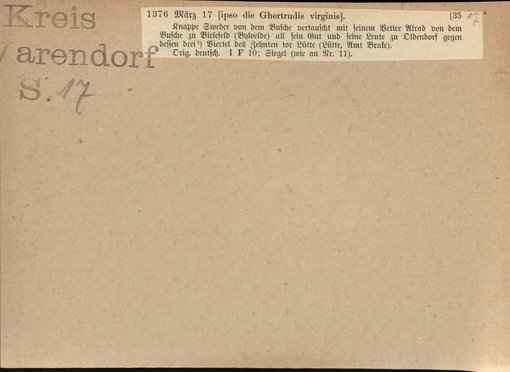 Kreis
Warendorf
S. 17
1376 März 17 [ipso die Ghertrudis virginis]. [35 17
Knappe Sweder von dem Busche vertauscht mit seinem Vetter Alrad von dem
Busche zu Bielefeld (Bylvelde) all sein Gut und seine Leute zu Oldendorf gegen
dessen drei¹) Viertel des Zehnten tor Lütte (Lütte, Amt Brake).
Orig. deutsch. I F 10; Siegel (wie an Nr. 11).